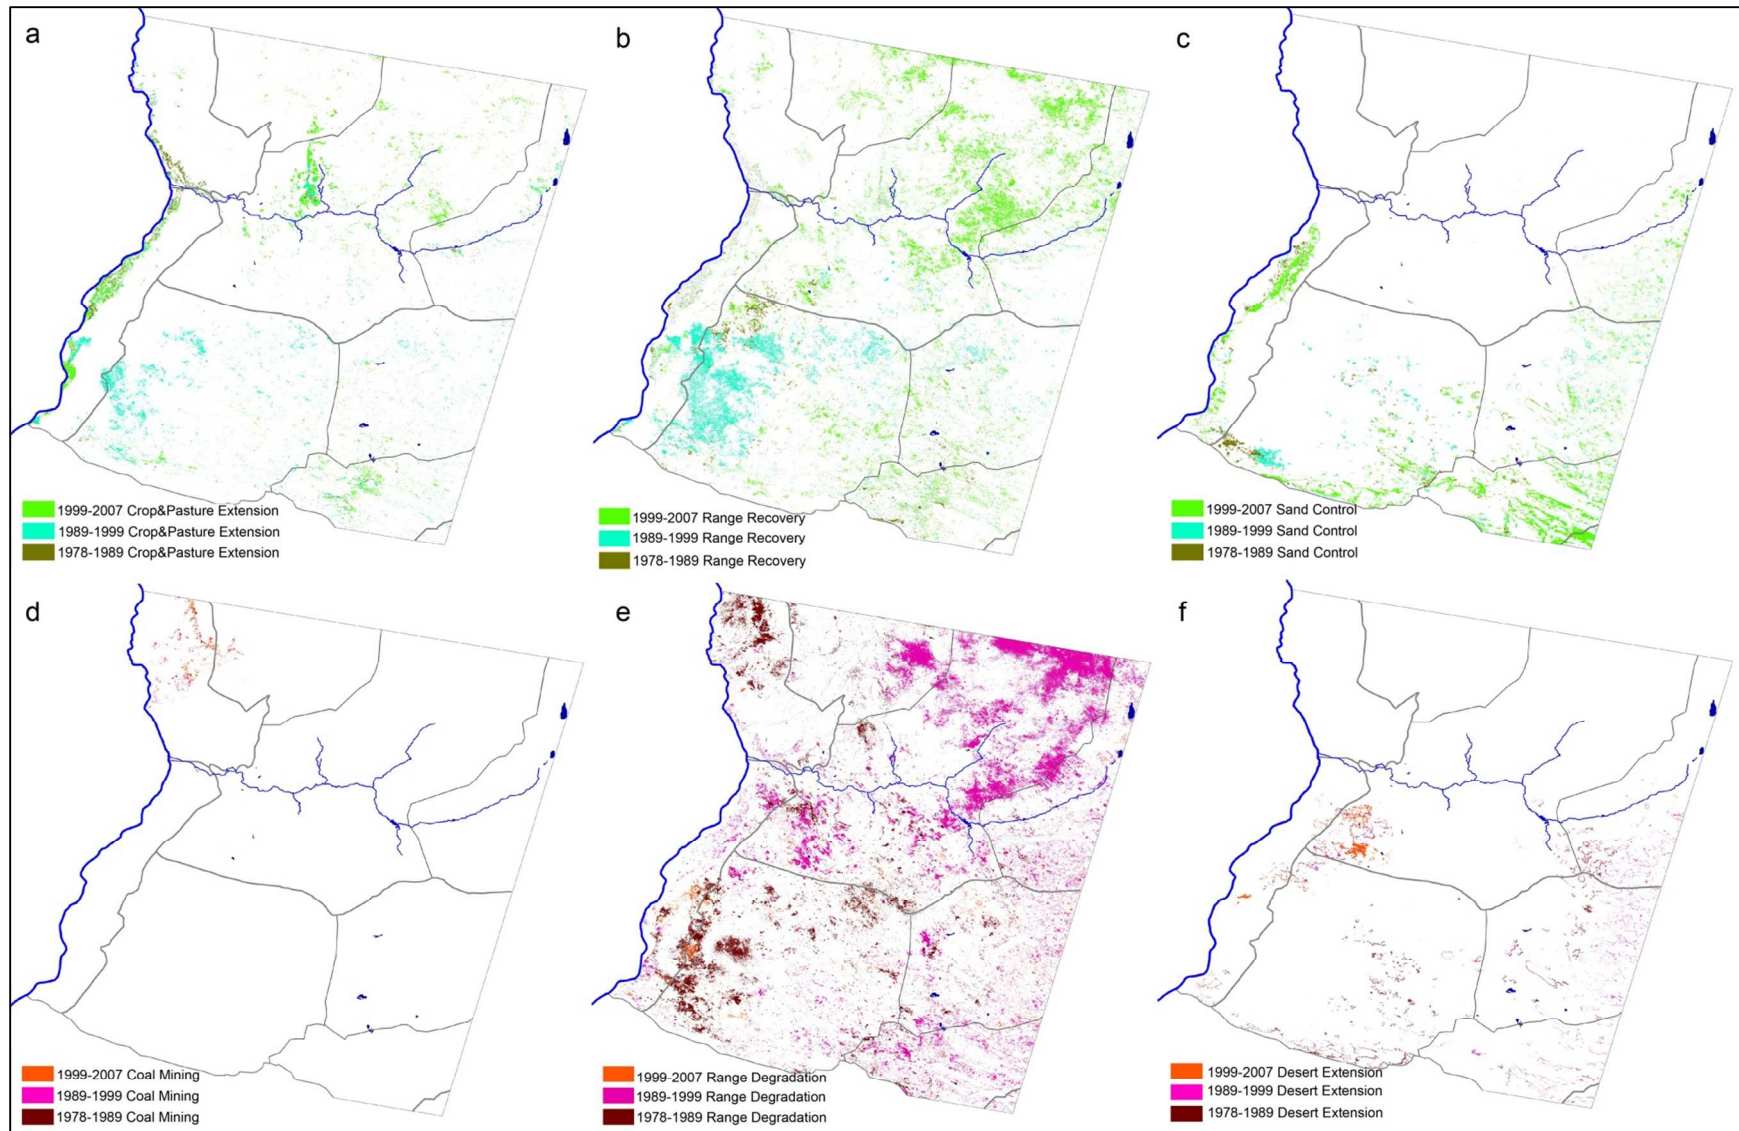 a
b
c
1999-2007 Crop&Pasture Extension
1989-1999 Crop&Pasture Extension
1978-1989 Crop&Pasture Extension
1999-2007 Range Recovery
1989-1999 Range Recovery
1978-1989 Range Recovery
1999-2007 Sand Control
1989-1999 Sand Control
1978-1989 Sand Control
d
e
f
1999-2007 Coal Mining
1989-1999 Coal Mining
1978-1989 Coal Mining
1999-2007 Range Degradation
1989-1999 Range Degradation
1978-1989 Range Degradation
1999-2007 Desert Extension
1989-1999 Desert Extension
1978-1989 Desert Extension